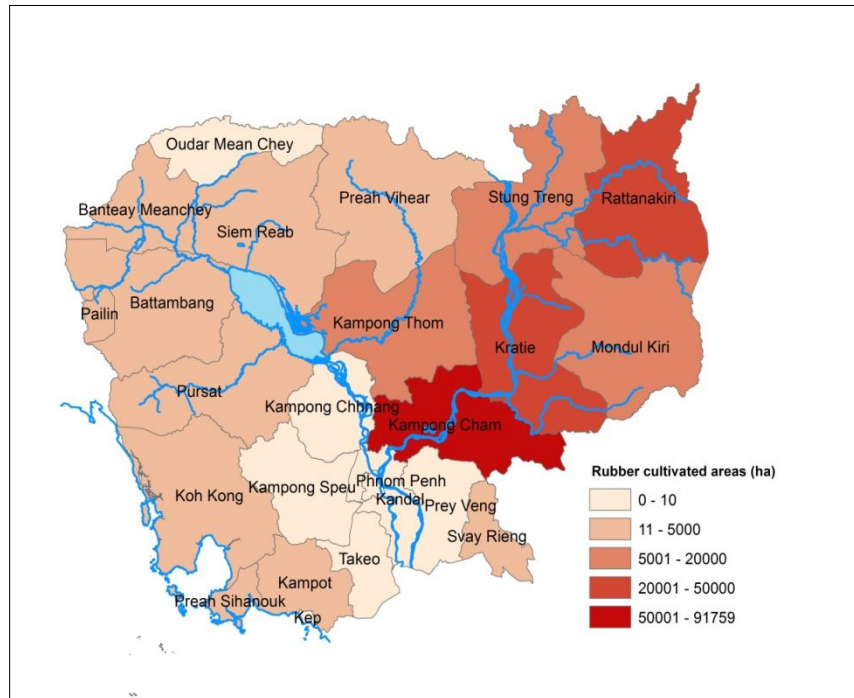 Oudar Mean Chey
Banteay Meanchey
Siem Reab
Preah Vihear
Stung Treng
Rattanakiri
Pailin
Battambang
Kampong Thom
Kratie
Mondul Kiri
Pursat
Kampong Chhnang
Kampong Cham
Koh Kong
Kampong Speu
Phnom Penh
Kandal
Prey Veng
Svay Rieng
Takeo
Kampot
Preah Sihanouk
Kep
Rubber cultivated areas (ha)
0 - 10
11 - 5000
5001 - 20000
20001 - 50000
50001 - 91759